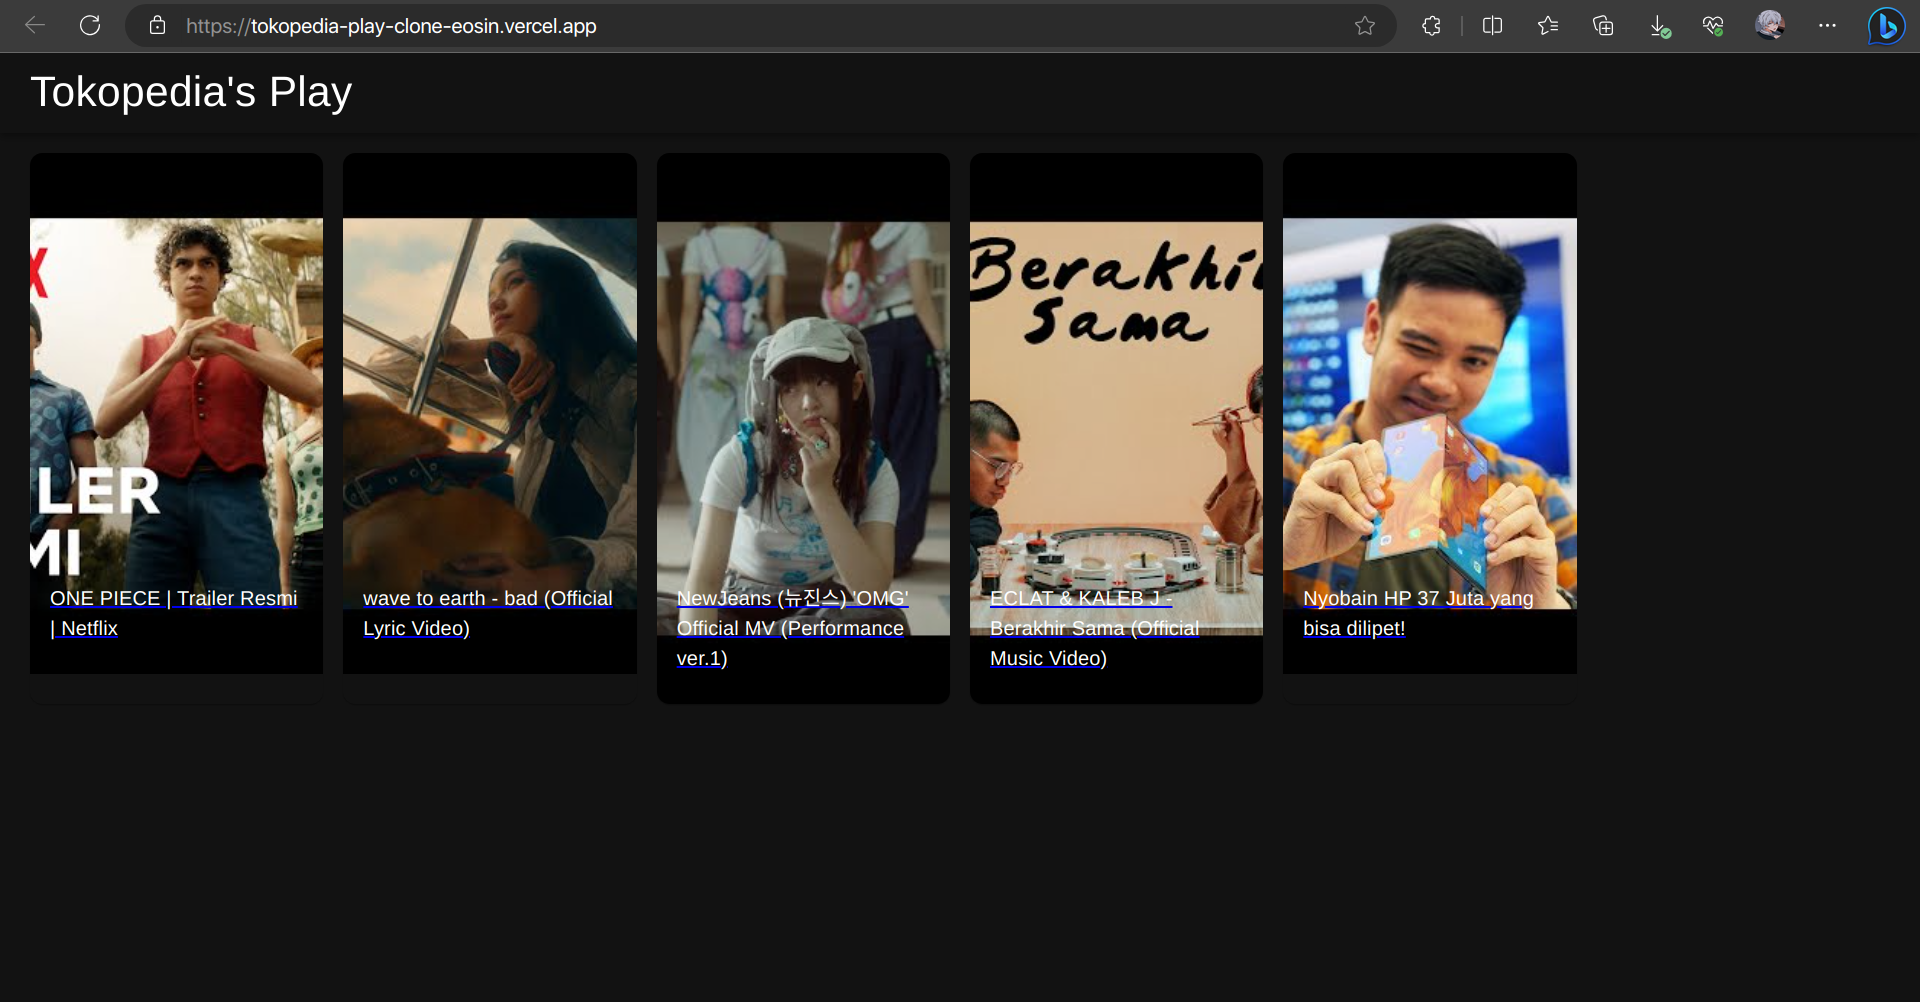 https://tokopedia-play-clone-eosin.vercel.app
Tokopedia's Play
X
LER
MI
ONE PIECE | Trailer Resmi
| Netflix
wave to earth - bad (Official
Lyric Video)
NewJeans (뉴진스) 'OMG'
Official MV (Performance
ver.1)
Berakhir
Sama
ECLAT & KALEB J -
Berakhir Sama (Official
Music Video)
Nyobain HP 37 Juta yang
bisa dilipet!